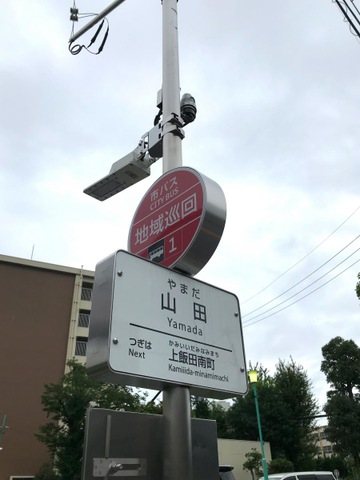 市バス
CITY BUS
地域巡回
1
やまだ
山田
Yamada
つぎは
Next
かみいいだみなみまち
上飯田南町
Kamiiida-minamimachi